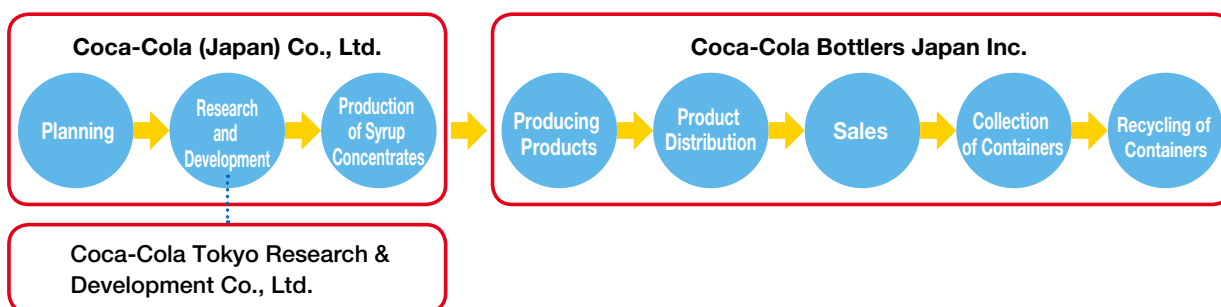 Coca-Cola (Japan) Co., Ltd.
Planning
Research
and
Development
Production
of Syrup
Concentrates
Coca-Cola Tokyo Research &
Development Co., Ltd.
Coca-Cola Bottlers Japan Inc.
Producing
Products
Product
Distribution
Sales
Collection
of Containers
Recycling of
Containers